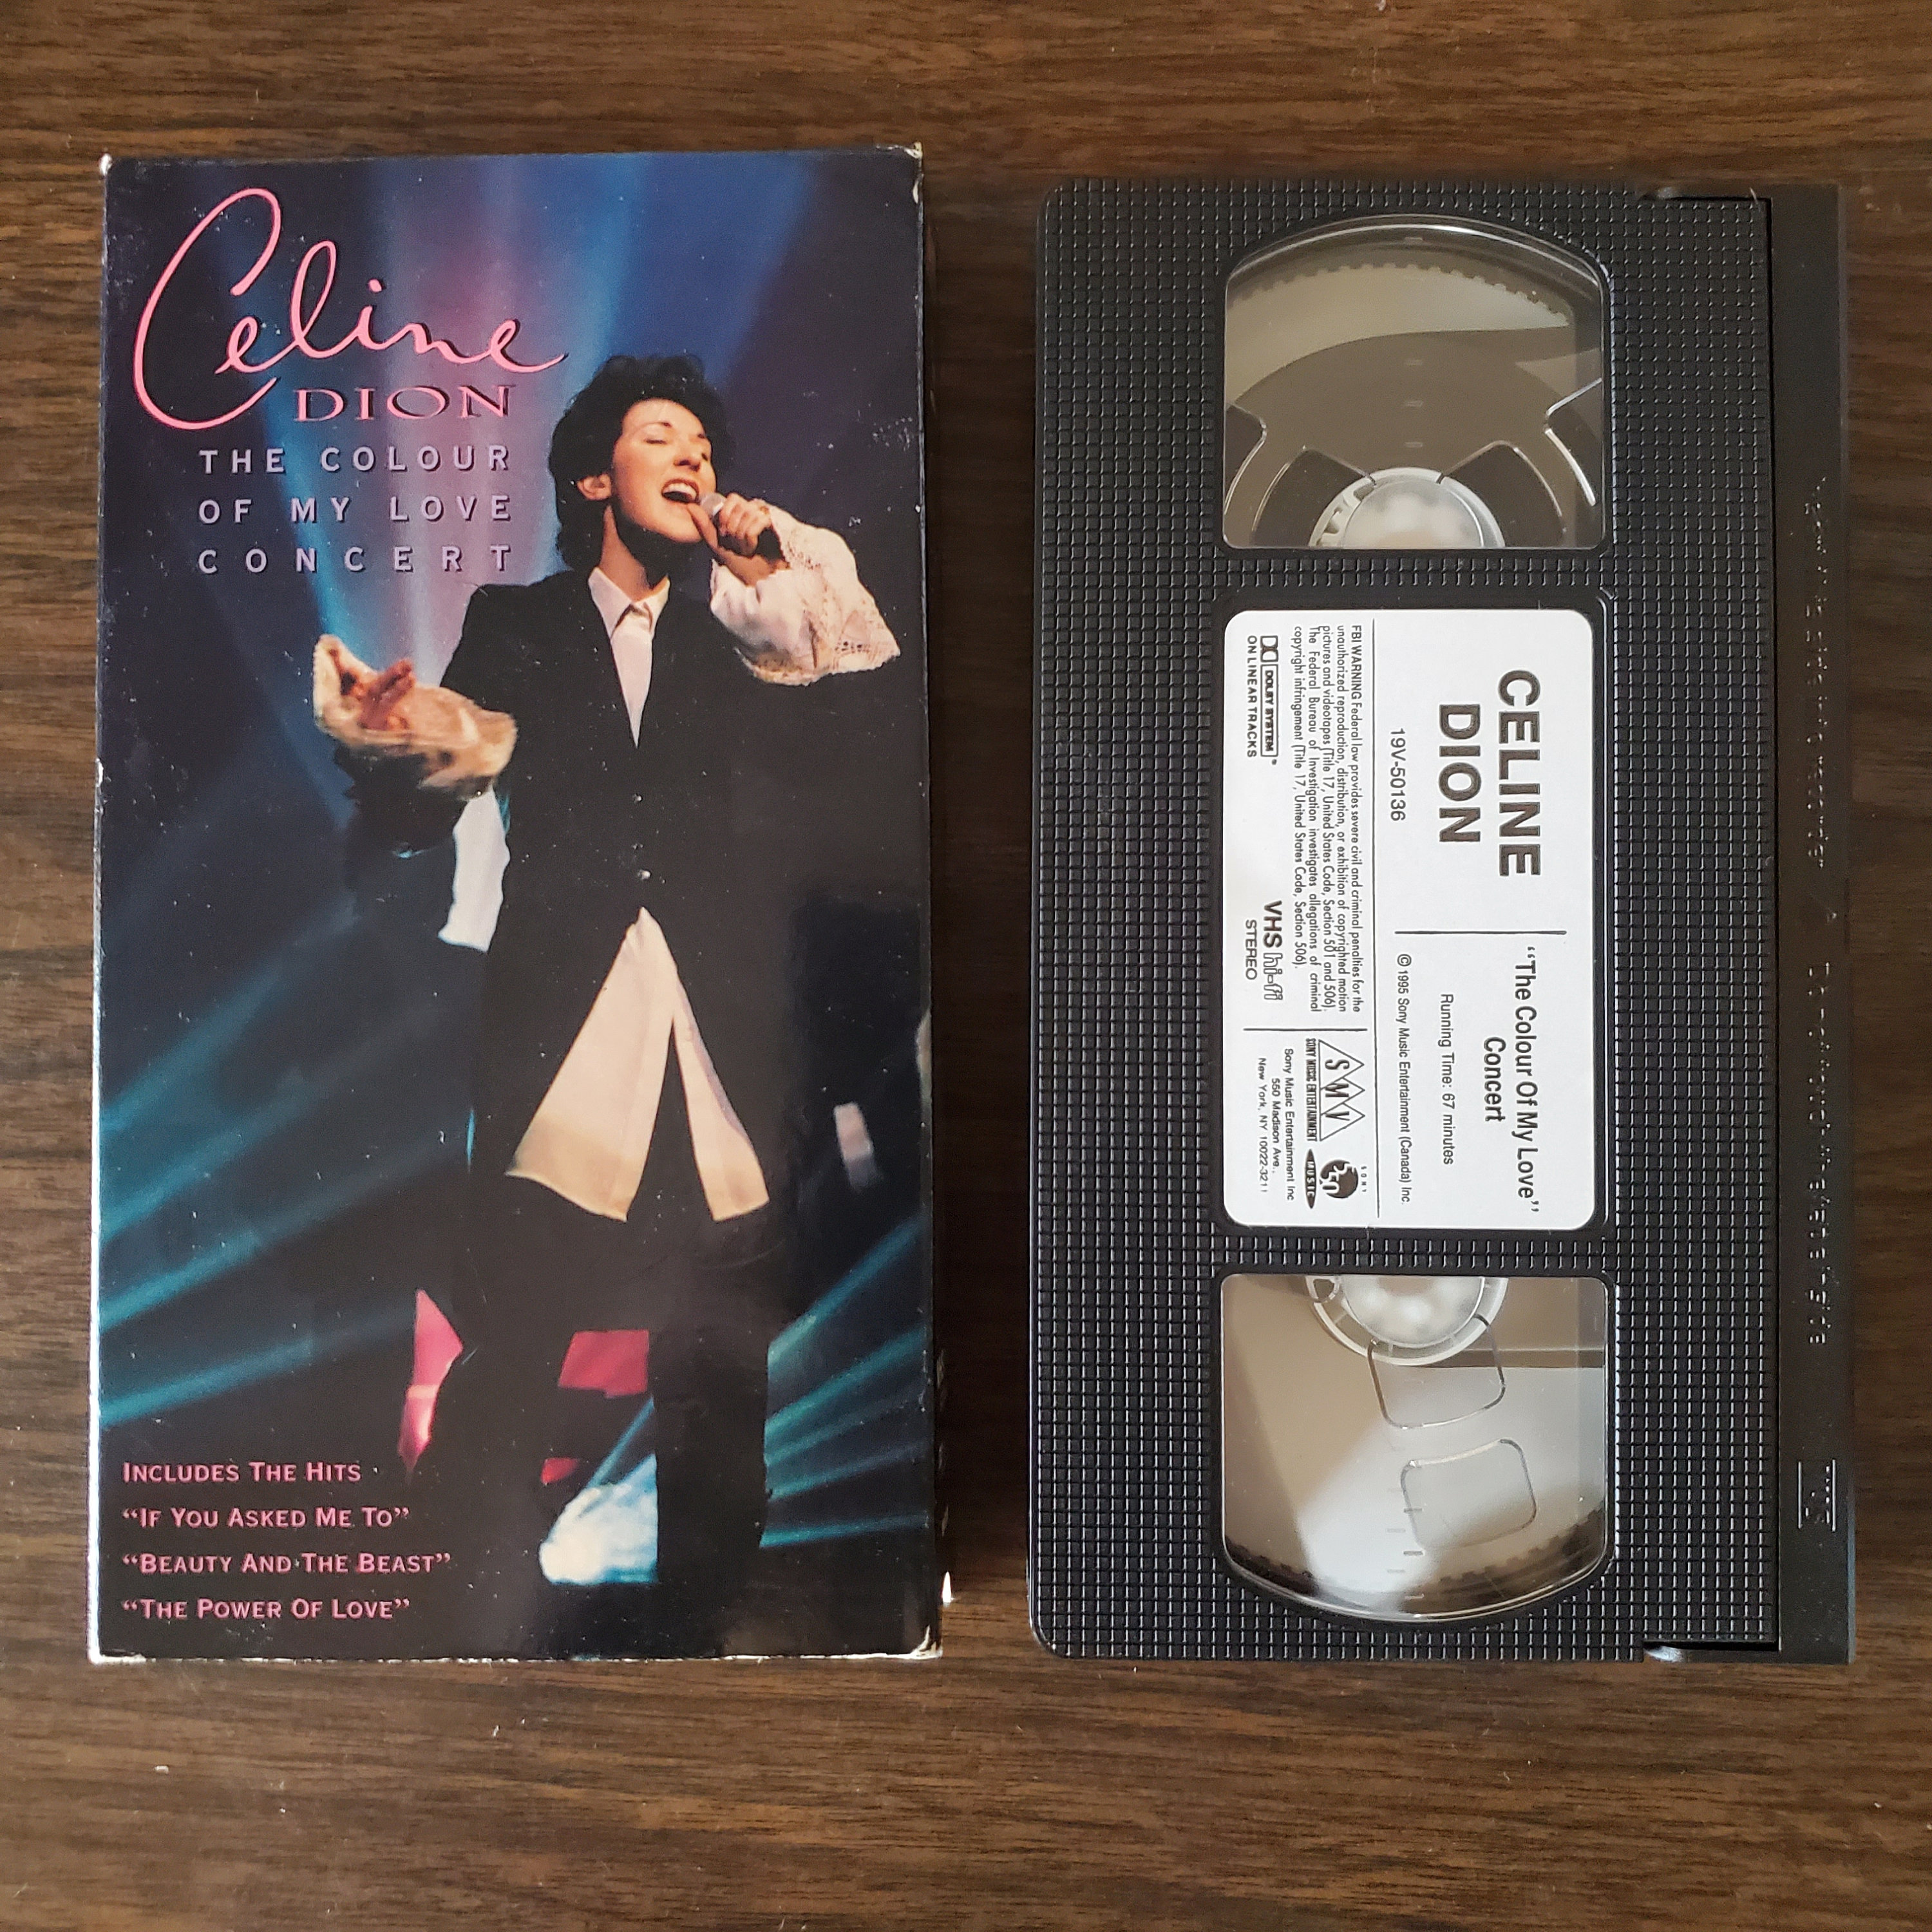 Celine
DION
THE COLOUR
OF MY LOVE
CONCERT
INCLUDES THE HITS
“IF YOU ASKED ME TO”
“BEAUTY AND THE BEAST”
“THE POWER OF LOVE”
CELINE
DION
19V-50136
“The Colour Of My Love”
Concert
Running Time: 67 minutes
© 1995 Sony Music Entertainment (Canada) Inc.
FBI WARNING Federal law provides severe civil and criminal penalties for the
unauthorized reproduction, distribution, or exhibition of copyrighted motion
pictures and videotapes (Title 17, United States Code, Section 501 and 506).
The Federal Bureau of Investigation investigates allegations of criminal
copyright infringement (Title 17, United States Code, Section 506).
DOLBY SYSTEM
ON LINEAR TRACKS
VHS hi-fi
STEREO
SMV
SONY MUSIC ENTERTAINMENT
SONY
550
MUSIC
Sony Music Entertainment Inc
550 Madison Ave.,
New York, NY 10022-3211